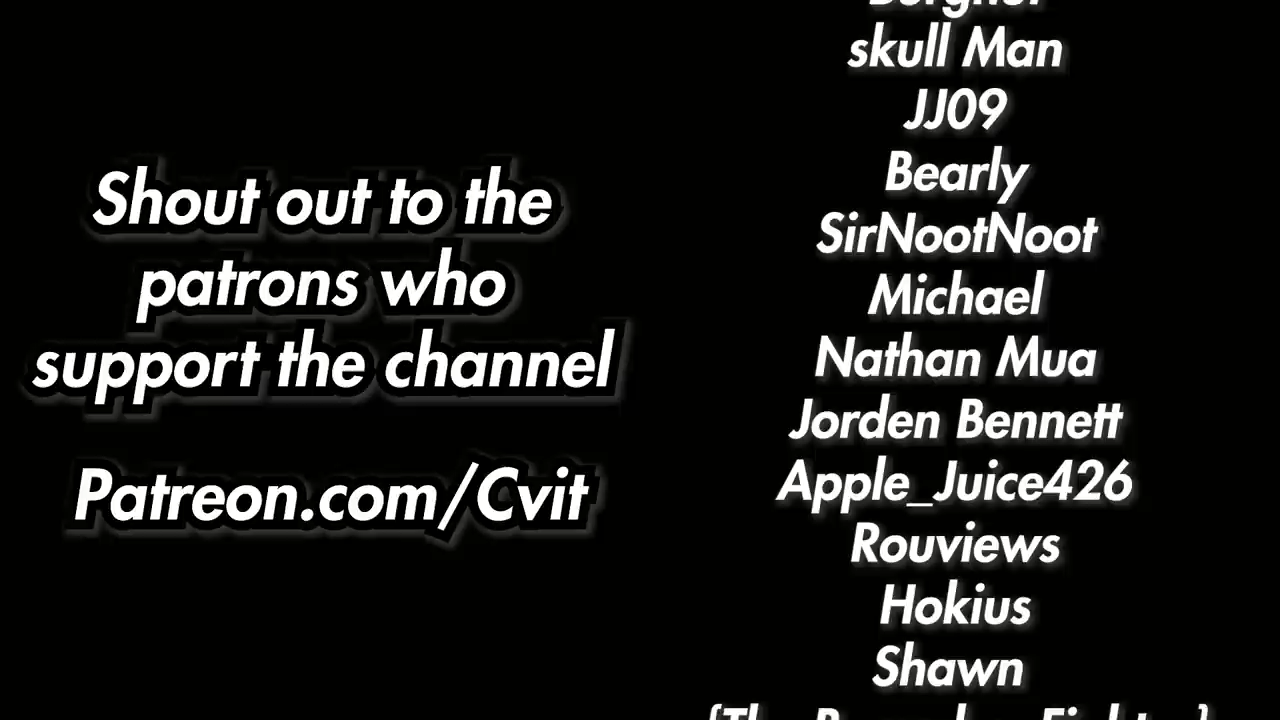 Shout out to the
patrons who
support the channel
Patreon.com/Cvit
skull Man
JJ09
Bearly
SirNootNoot
Michael
Nathan Mua
Jorden Bennett
Apple_Juice426
Rouviews
Hokius
Shawn